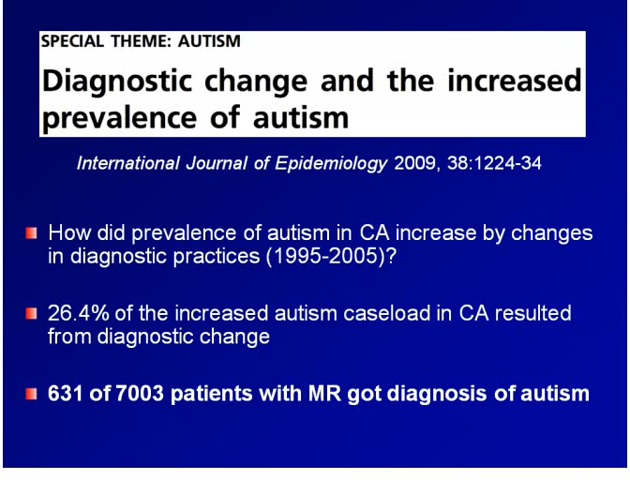 SPECIAL THEME: AUTISM
Diagnostic change and the increased
prevalence of autism
International Journal of Epidemiology 2009, 38:1224-34
How did prevalence of autism in CA increase by changes
in diagnostic practices (1995-2005)?
26.4% of the increased autism caseload in CA resulted
from diagnostic change
631 of 7003 patients with MR got diagnosis of autism